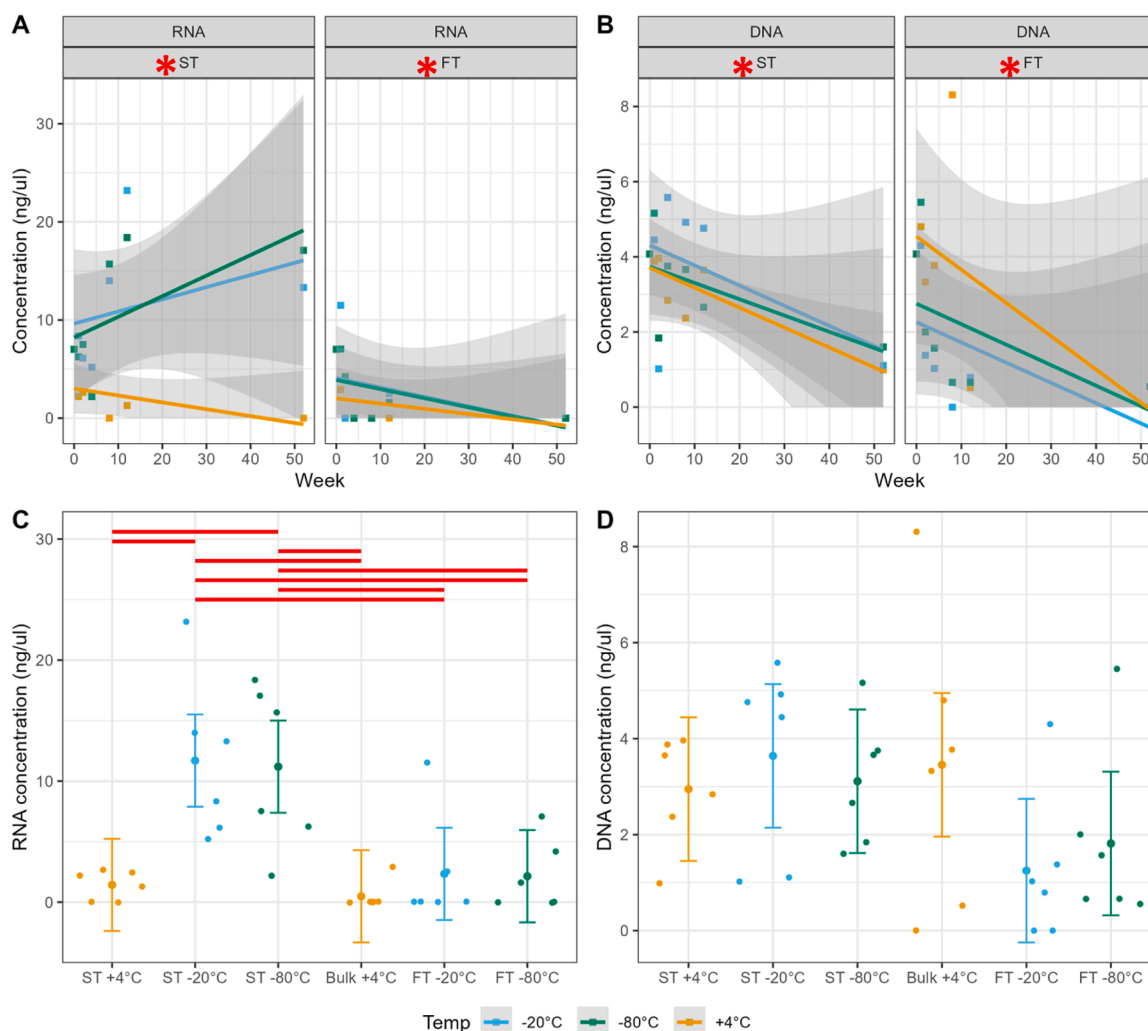 A
RNA
RNA
ST
FT
Concentration (ng/ul)
30
20
10
0
0 10 20 30 40 50
0 10 20 30 40 50
Week
B
DNA
DNA
ST
FT
Concentration (ng/ul)
8
6
4
2
0
0 10 20 30 40 50
0 10 20 30 40 50
Week
C
RNA concentration (ng/ul)
30
20
10
0
ST +4°C ST -20°C ST -80°C Bulk +4°C FT -20°C FT -80°C
D
DNA concentration (ng/ul)
8
6
4
2
0
ST +4°C ST -20°C ST -80°C Bulk +4°C FT -20°C FT -80°C
Temp -20°C -80°C +4°C